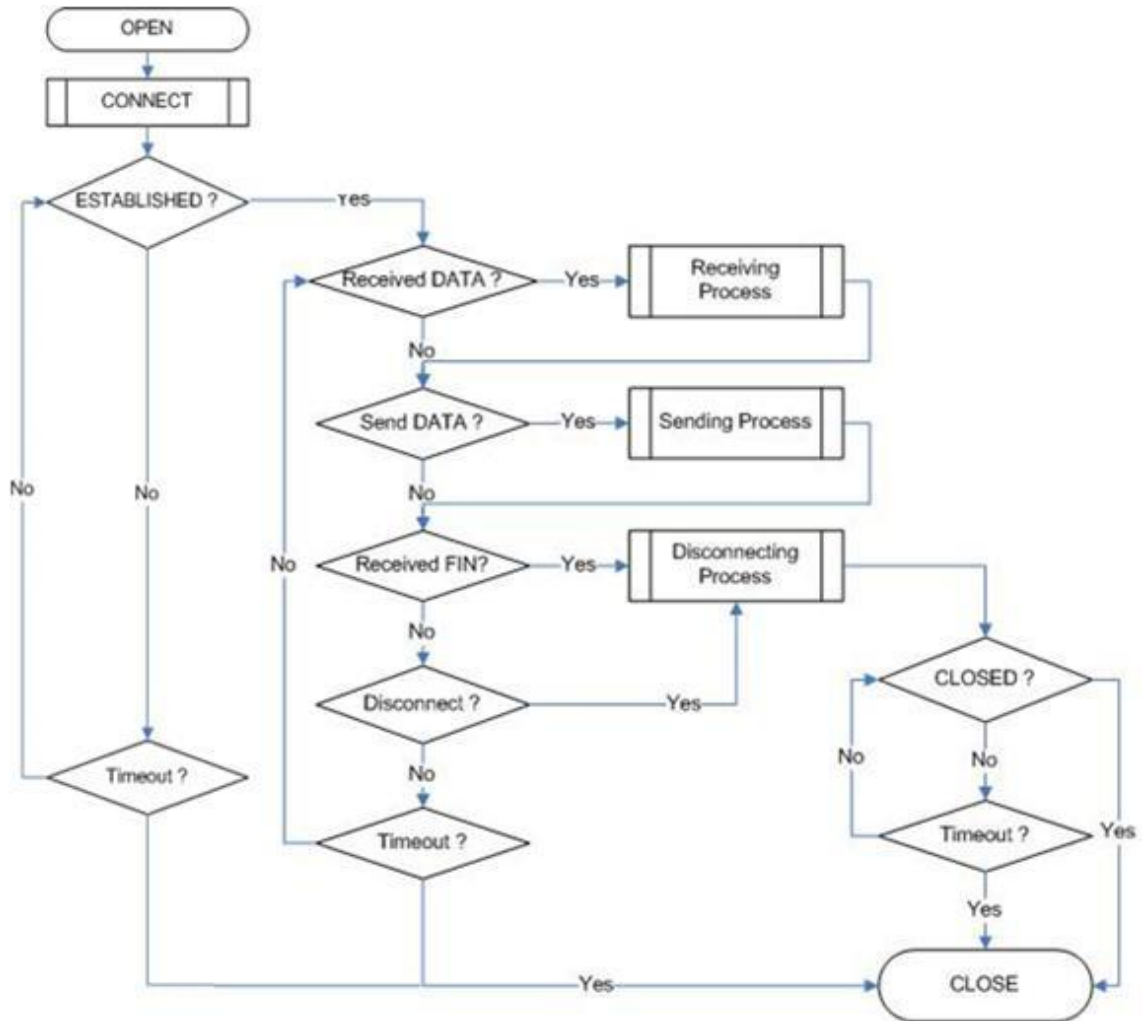 OPEN
CONNECT
ESTABLISHED ?
Yes
Received DATA ?
Yes
Receiving
Process
No
Send DATA ?
Yes
Sending Process
No
No
No
Received FIN?
Yes
Disconnecting
Process
No
No
Disconnect ?
Yes
CLOSED ?
No
No
No
Timeout ?
Timeout ?
Timeout ?
Yes
Yes
Yes
CLOSE